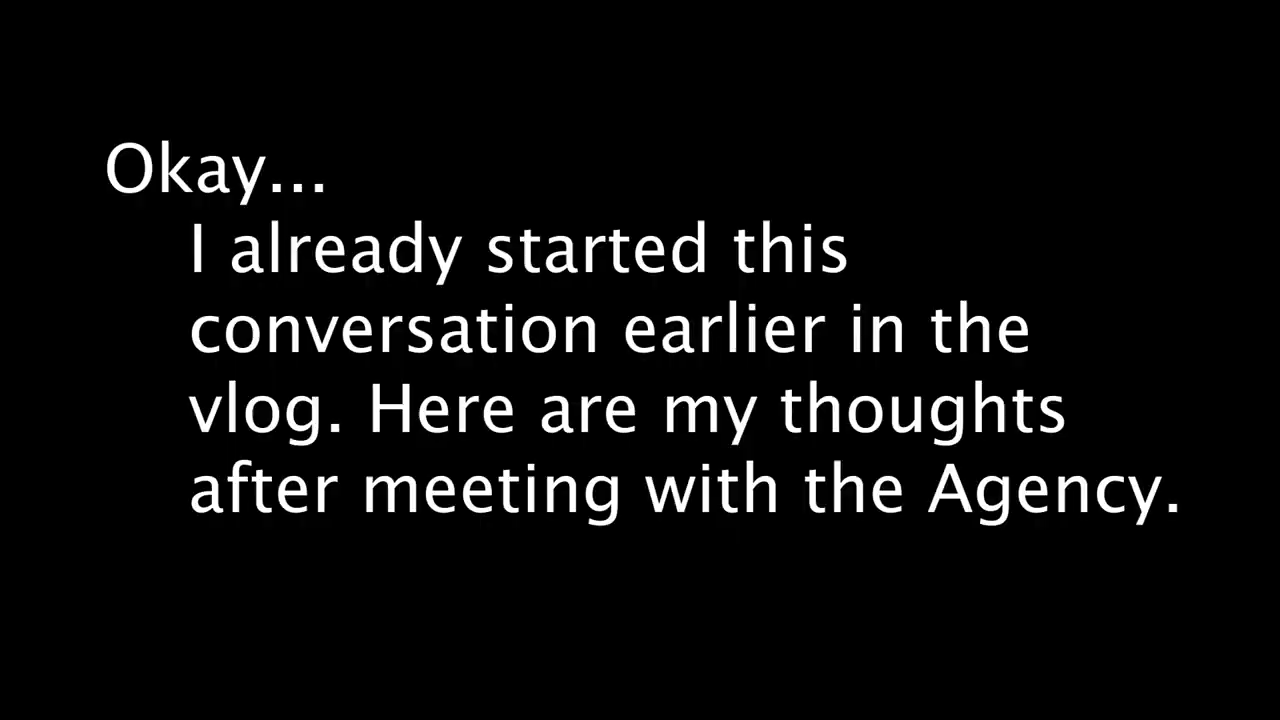 Okay...
I already started this
conversation earlier in the
vlog. Here are my thoughts
after meeting with the Agency.